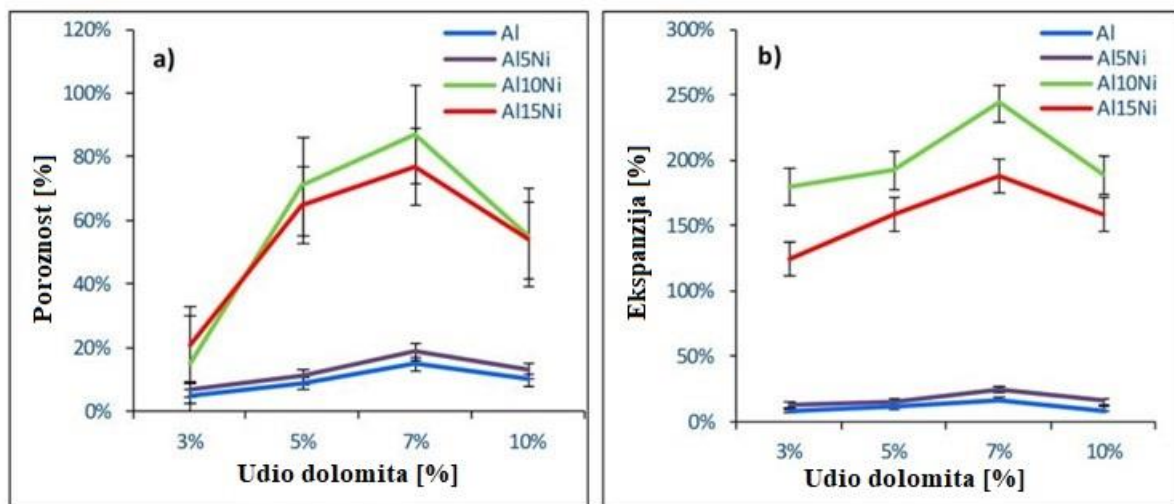 a)
Al
Al5Ni
Al10Ni
Al15Ni
Poroznost [%]
120%
100%
80%
60%
40%
20%
0%
3% 5% 7% 10%
Udio dolomita [%]
b)
Al
Al5Ni
Al10Ni
Al15Ni
Ekspanzija [%]
300%
250%
200%
150%
100%
50%
0%
3% 5% 7% 10%
Udio dolomita [%]